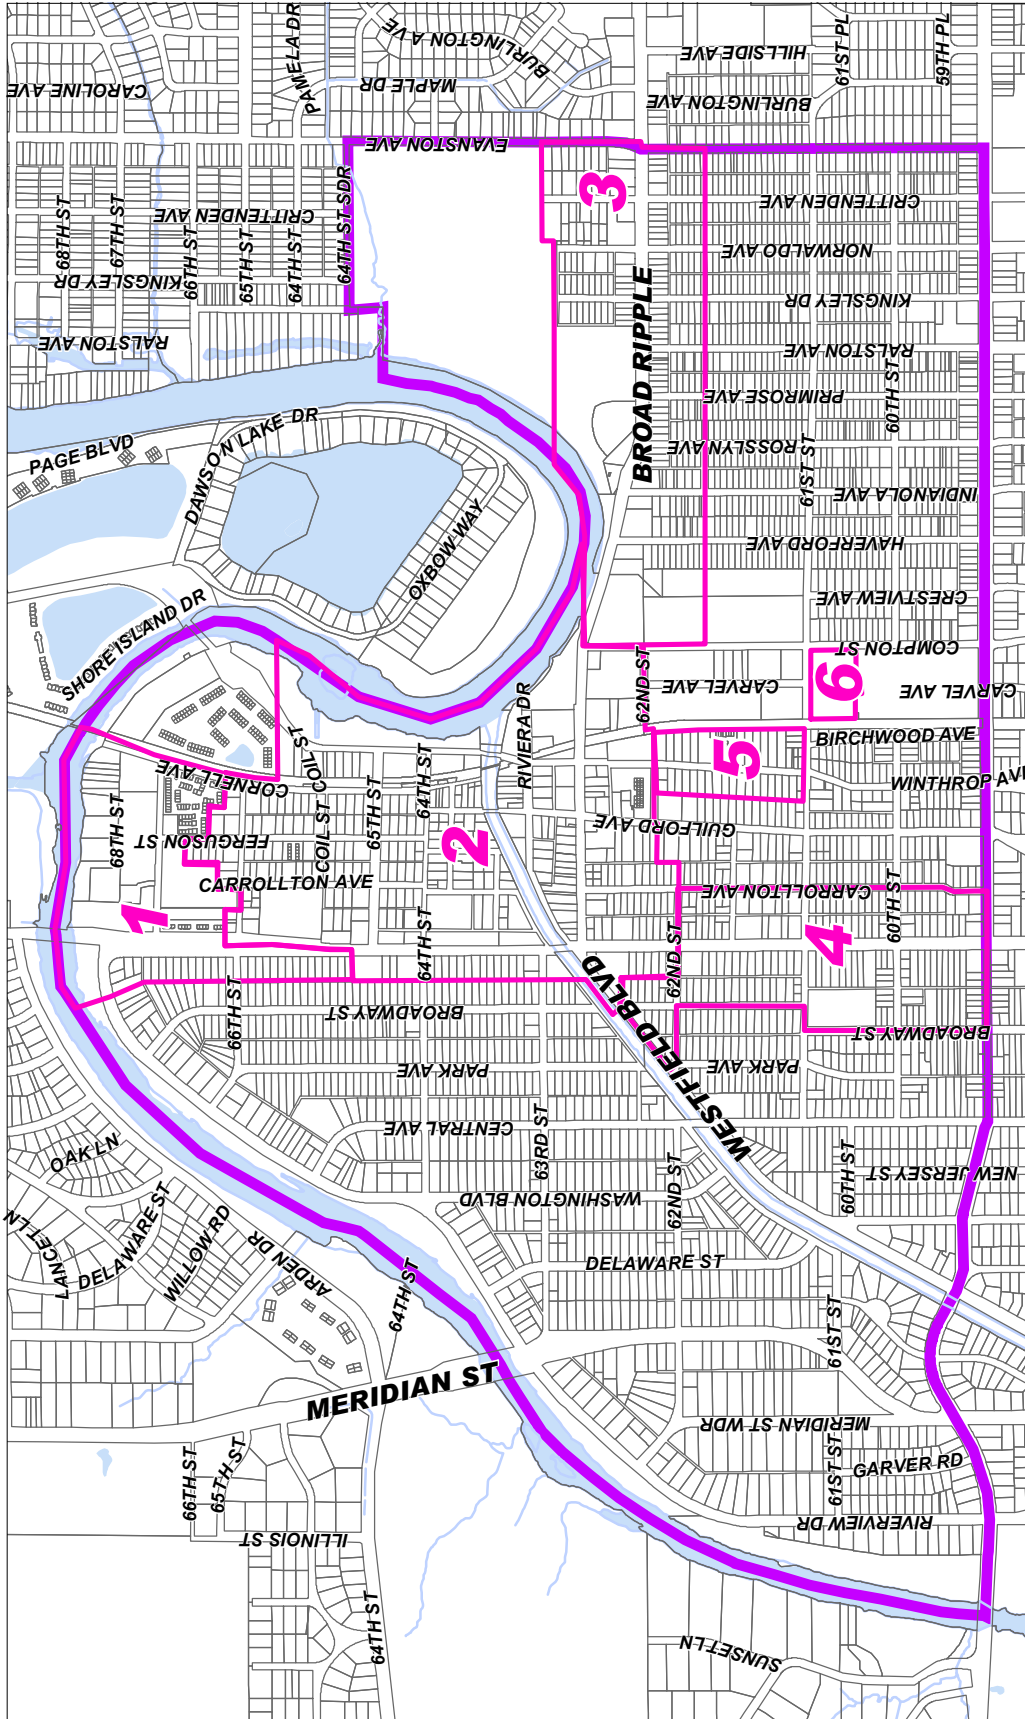 CAROLINE AVE
PAMELA DR
BURLINGTON AVE
MAPLE DR
HILLSIDE AVE
61ST PL
59TH PL
BURLINGTON AVE
EVANSTON AVE
68TH ST
67TH ST
CRITTENDEN AVE
66TH ST
65TH ST
64TH ST
64TH ST SDR
3
CRITTENDEN AVE
NORWALDO AVE
KINGSLEY DR
KINGSLEY DR
RALSTON AVE
RALSTON AVE
BROAD RIPPLE
PRIMROSE AVE
60TH ST
PAGE BLVD
DAWSON LAKE DR
ROSSLYN AVE
61ST ST
INDIANOLA AVE
OXBOW WAY
HAVERFORD AVE
CRESTVIEW AVE
SHORE ISLAND DR
COMPTON ST
62ND ST
CARVEL AVE
6
CARVEL AVE
RIVERA DR
COIL ST
5
BIRCHWOOD AVE
CORNELL AVE
WINTHROP AVE
64TH ST
65TH ST
68TH ST
FERGUSON ST
COIL ST
2
GUILFORD AVE
CARROLLTON AVE
CARROLLTON AVE
1
64TH ST
62ND ST
4
60TH ST
WESTFIELD BLVD
66TH ST
BROADWAY ST
BROADWAY ST
PARK AVE
PARK AVE
CENTRAL AVE
63RD ST
OAK LN
WASHINGTON BLVD
62ND ST
60TH ST
NEW JERSEY ST
LANCET LN
DELAWARE ST
WILLOW RD
ARDEN DR
64TH ST
DELAWARE ST
61ST ST
MERIDIAN ST
MERIDIAN ST WDR
66TH ST
65TH ST
61ST ST
GARVER RD
ILLINOIS ST
RIVERVIEW DR
64TH ST
SUNSET LN